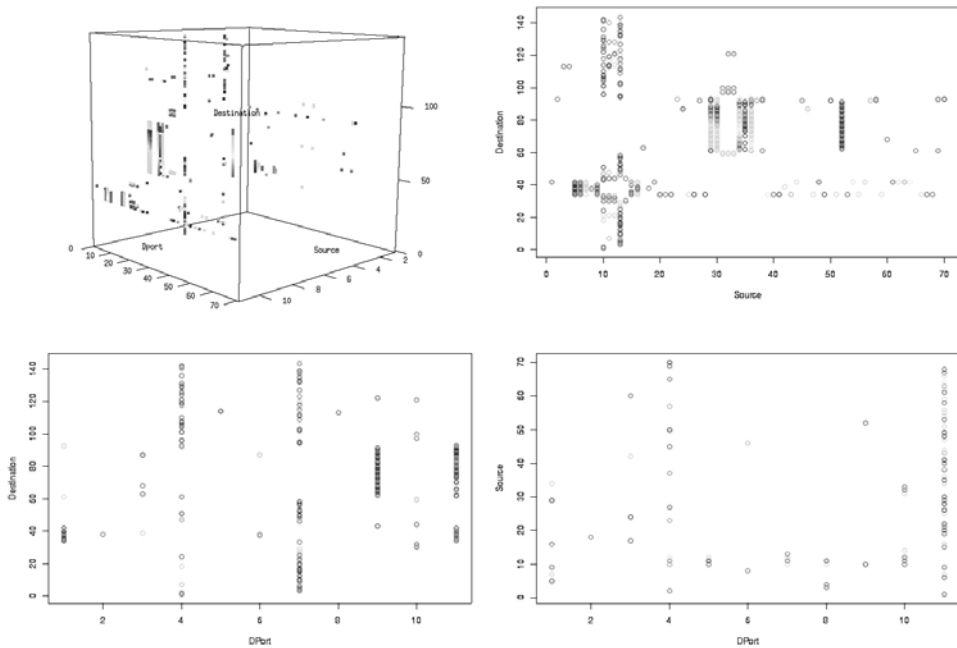 Destination
100
50
0
0
10
20
30
40
50
60
70
Dport
10
8
6
4
2
Source
Destination
0 20 40 60 80 100 120 140
0 10 20 30 40 50 60 70
Source
Destination
0 20 40 60 80 100 120 140
2 4 6 8 10
DPort
Source
0 10 20 30 40 50 60 70
2 4 6 8 10
DPort